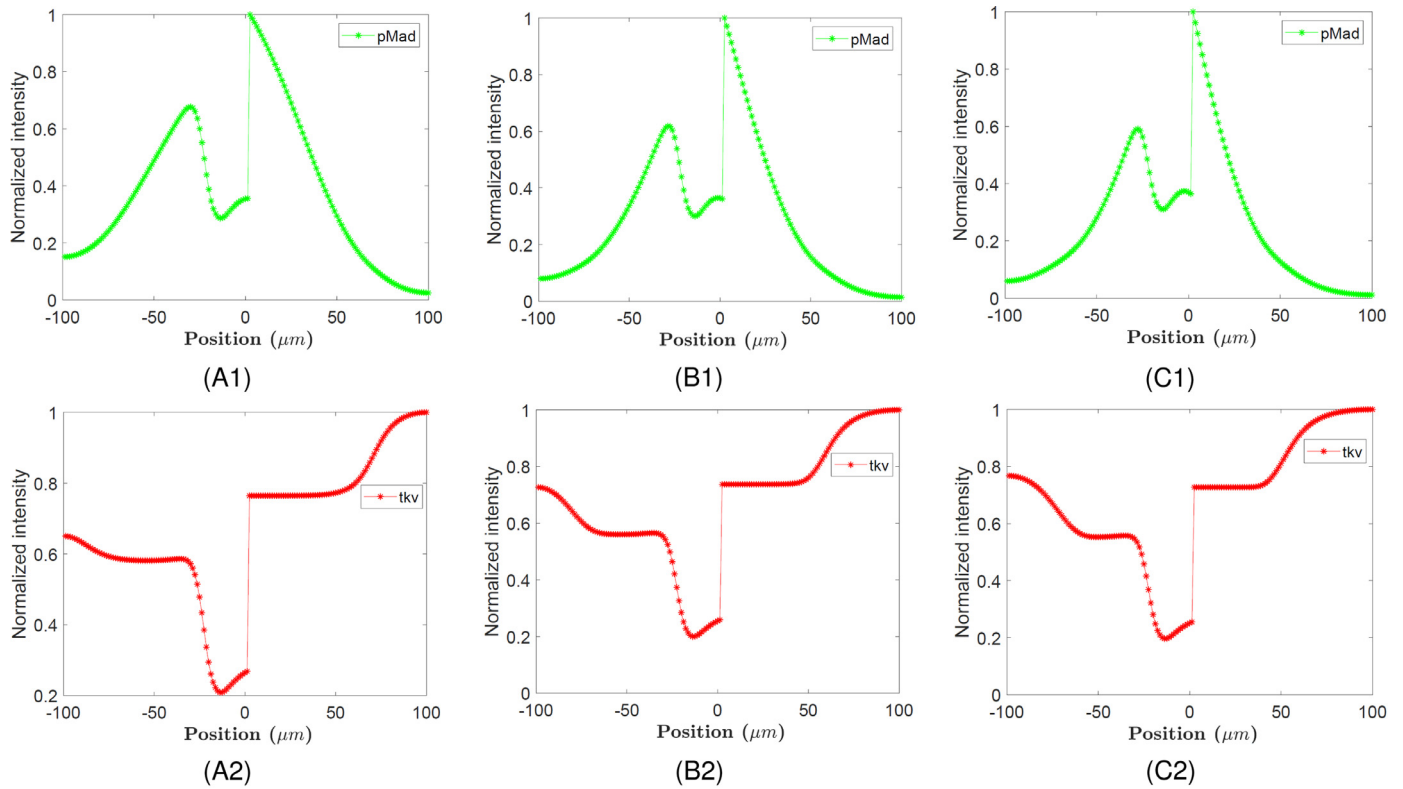 1
0.8
0.6
0.4
0.2
0
Normalized intensity
pMad
-100 -50 0 50 100
Position (μm)
(A1)
1
0.8
0.6
0.4
0.2
0
Normalized intensity
pMad
-100 -50 0 50 100
Position (μm)
(B1)
1
0.8
0.6
0.4
0.2
0
Normalized intensity
pMad
-100 -50 0 50 100
Position (μm)
(C1)
1
0.8
0.6
0.4
0.2
Normalized intensity
tkv
-100 -50 0 50 100
Position (μm)
(A2)
1
0.8
0.6
0.4
0.2
0
Normalized intensity
tkv
-100 -50 0 50 100
Position (μm)
(B2)
1
0.8
0.6
0.4
0.2
0
Normalized intensity
tkv
-100 -50 0 50 100
Position (μm)
(C2)